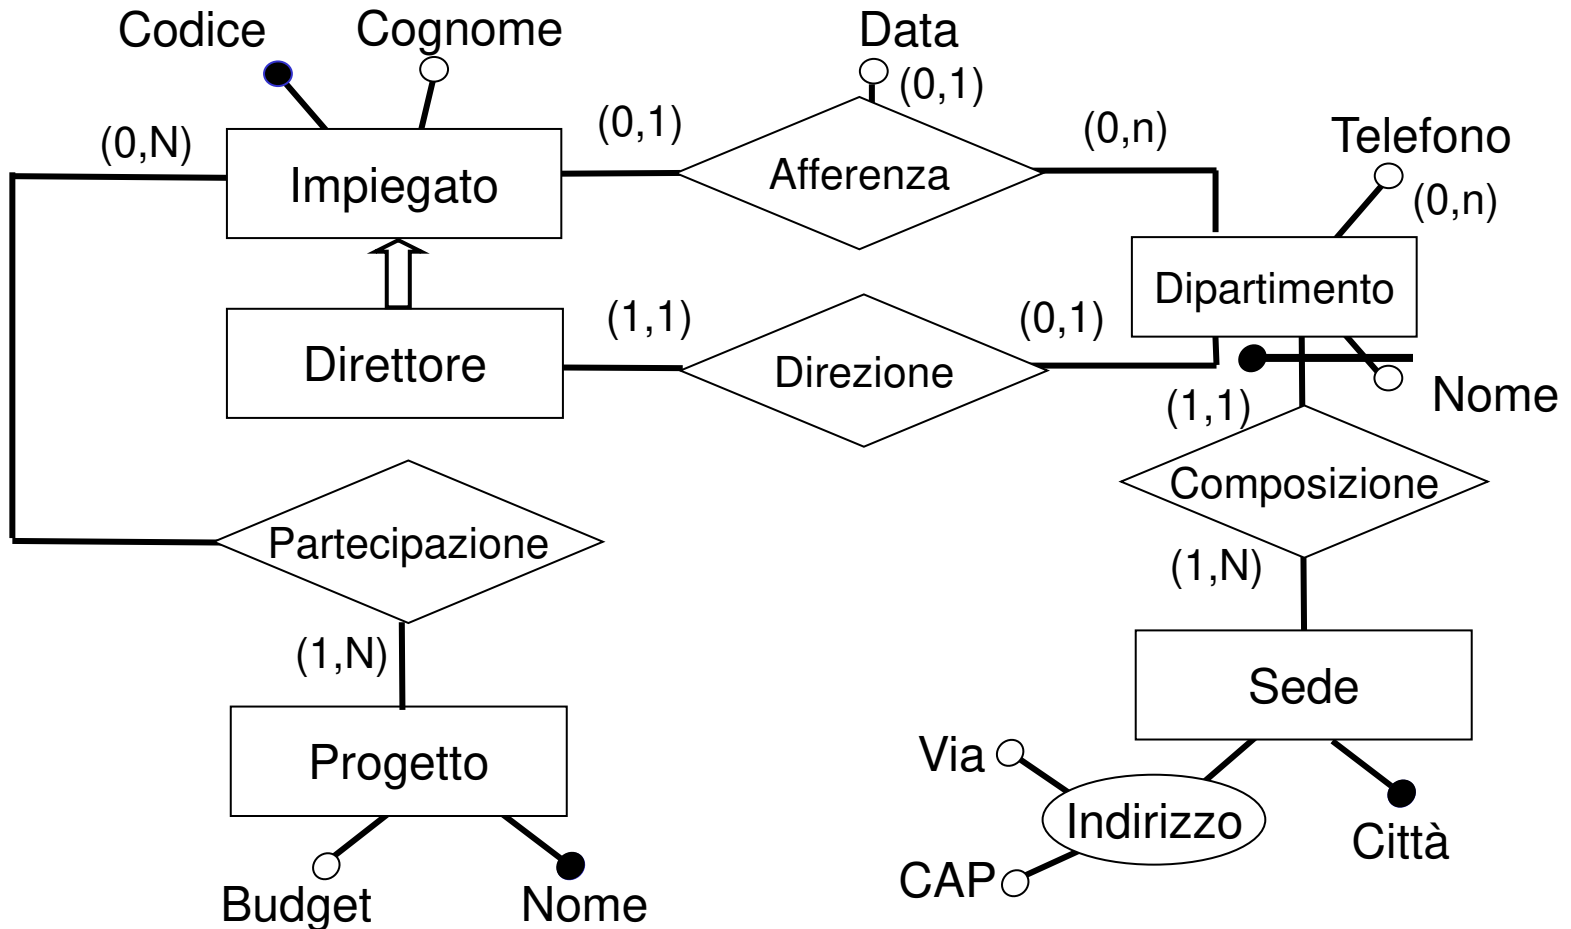 Codice
Cognome
Data
(0,1)
(0,N)
(0,1)
(0,n)
Telefono
(0,n)
Impiegato
Afferenza
Dipartimento
(1,1)
(0,1)
Direttore
Direzione
Nome
(1,1)
Composizione
Partecipazione
(1,N)
(1,N)
Sede
Progetto
Via
Indirizzo
Città
CAP
Budget
Nome